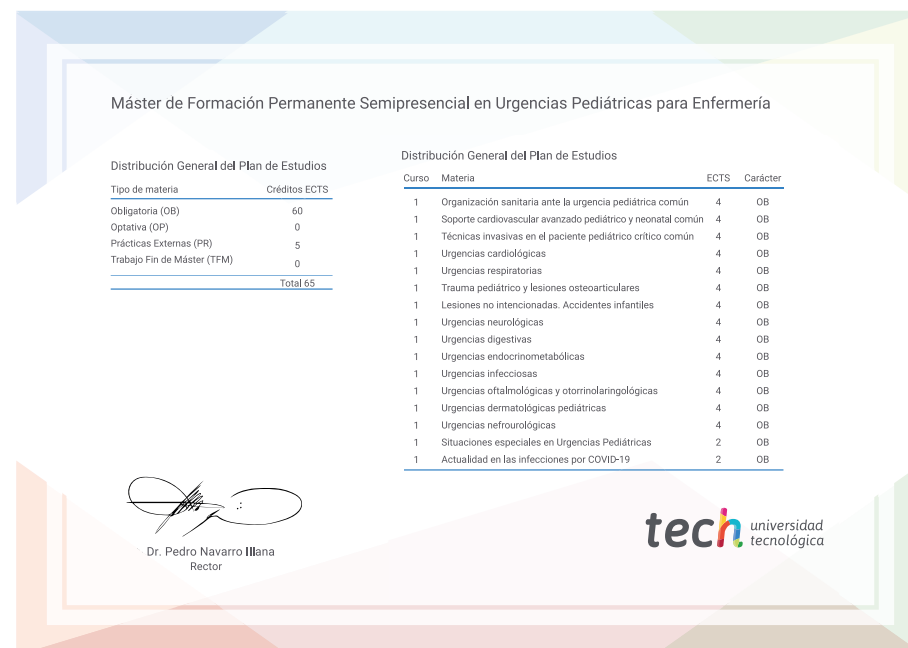 Máster de Formación Permanente Semipresencial en Urgencias Pediátricas para Enfermería
Distribución General del Plan de Estudios
Tipo de materia Créditos ECTS
Obligatoria (OB) 60
Optativa (OP) 0
Prácticas Externas (PR) 5
Trabajo Fin de Máster (TFM) 0
Total 65
Distribución General del Plan de Estudios
Curso Materia ECTS Carácter
1 Organización sanitaria ante la urgencia pediátrica común 4 OB
1 Soporte cardiovascular avanzado pediátrico y neonatal común 4 OB
1 Técnicas invasivas en el paciente pediátrico crítico común 4 OB
1 Urgencias cardiológicas 4 OB
1 Urgencias respiratorias 4 OB
1 Trauma pediátrico y lesiones osteoarticulares 4 OB
1 Lesiones no intencionadas. Accidentes infantiles 4 OB
1 Urgencias neurológicas 4 OB
1 Urgencias digestivas 4 OB
1 Urgencias endocrinometabólicas 4 OB
1 Urgencias infecciosas 4 OB
1 Urgencias oftalmológicas y otorrinolaringológicas 4 OB
1 Urgencias dermatológicas pediátricas 4 OB
1 Urgencias nefrourológicas 4 OB
1 Situaciones especiales en Urgencias Pediátricas 2 OB
1 Actualidad en las infecciones por COVID-19 2 OB
Dr. Pedro Navarro Illana
Rector
tech universidad
tecnológica